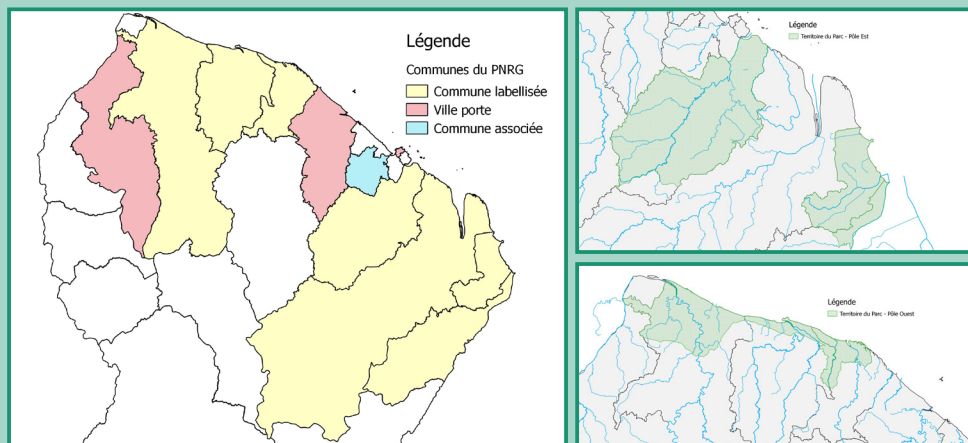 Légende
Communes du PNRG
Commune labellisée
Ville porte
Commune associée
Légende
Territoire du Parc - Pôle Est
Légende
Territoire du Parc - Pôle Ouest